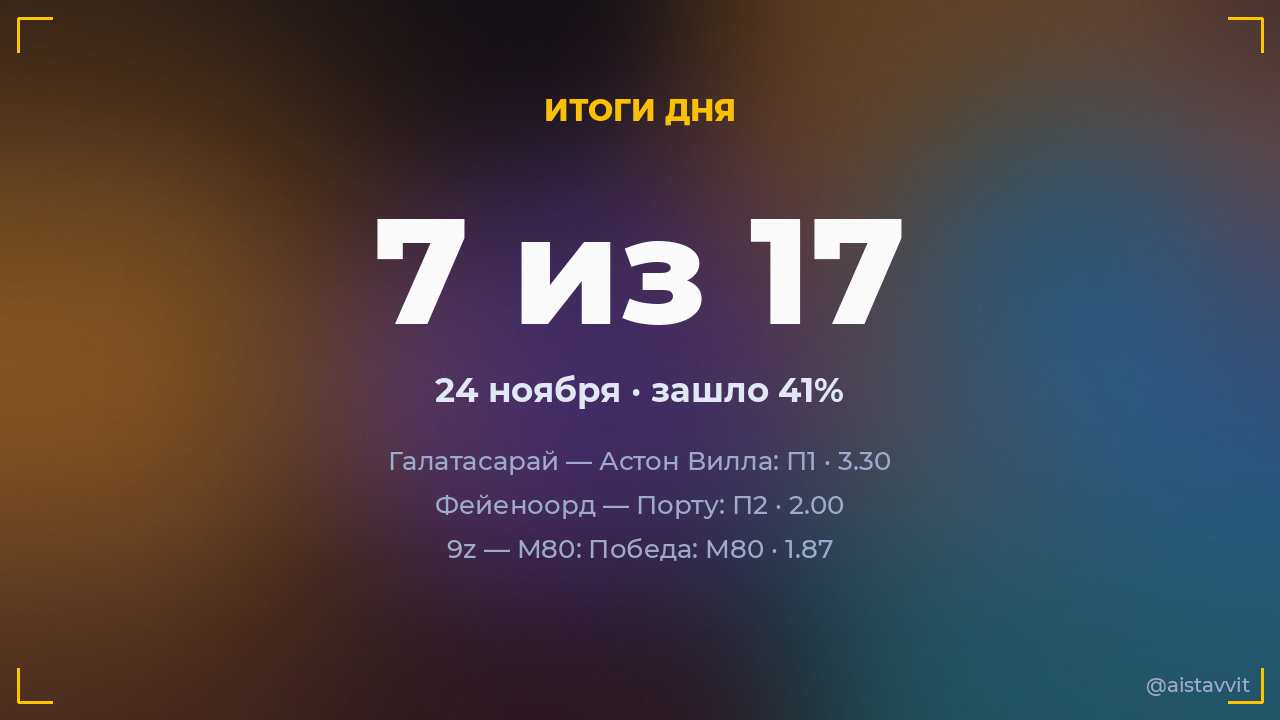 ИТОГИ ДНЯ
7 из 17
24 ноября · зашло 41%
Галатасарай — Астон Вилла: П1 · 3.30
Фейеноорд — Порту: П2 · 2.00
9z — M80: Победа: M80 · 1.87
@aistavvit